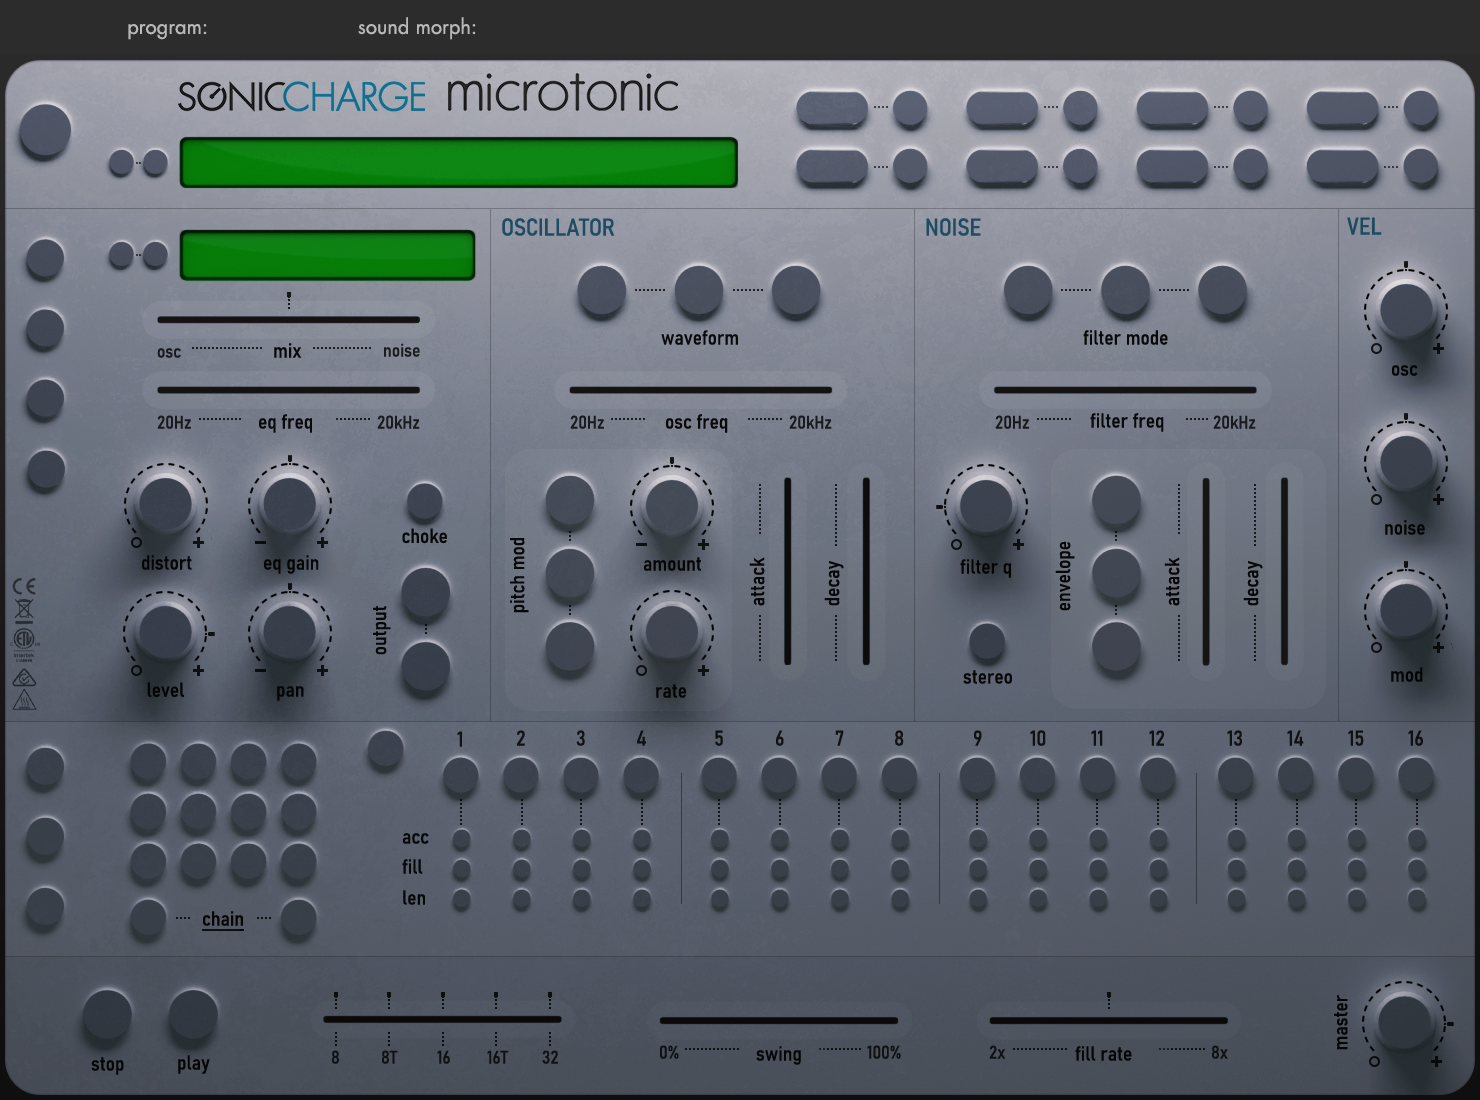 program: sound morph:
SONICCHARGE microtonic
OSCILLATOR NOISE VEL
waveform filter mode
osc mix noise
osc
20Hz eq freq 20kHz 20Hz osc freq 20kHz 20Hz filter freq 20kHz
choke noise
distort eq gain pitch mod amount attack decay filter q envelope attack decay
output
level pan rate stereo mod
1 2 3 4 5 6 7 8 9 10 11 12 13 14 15 16
acc
fill
len
chain
stop play 8 8T 16 16T 32 0% swing 100% 2x fill rate 8x master